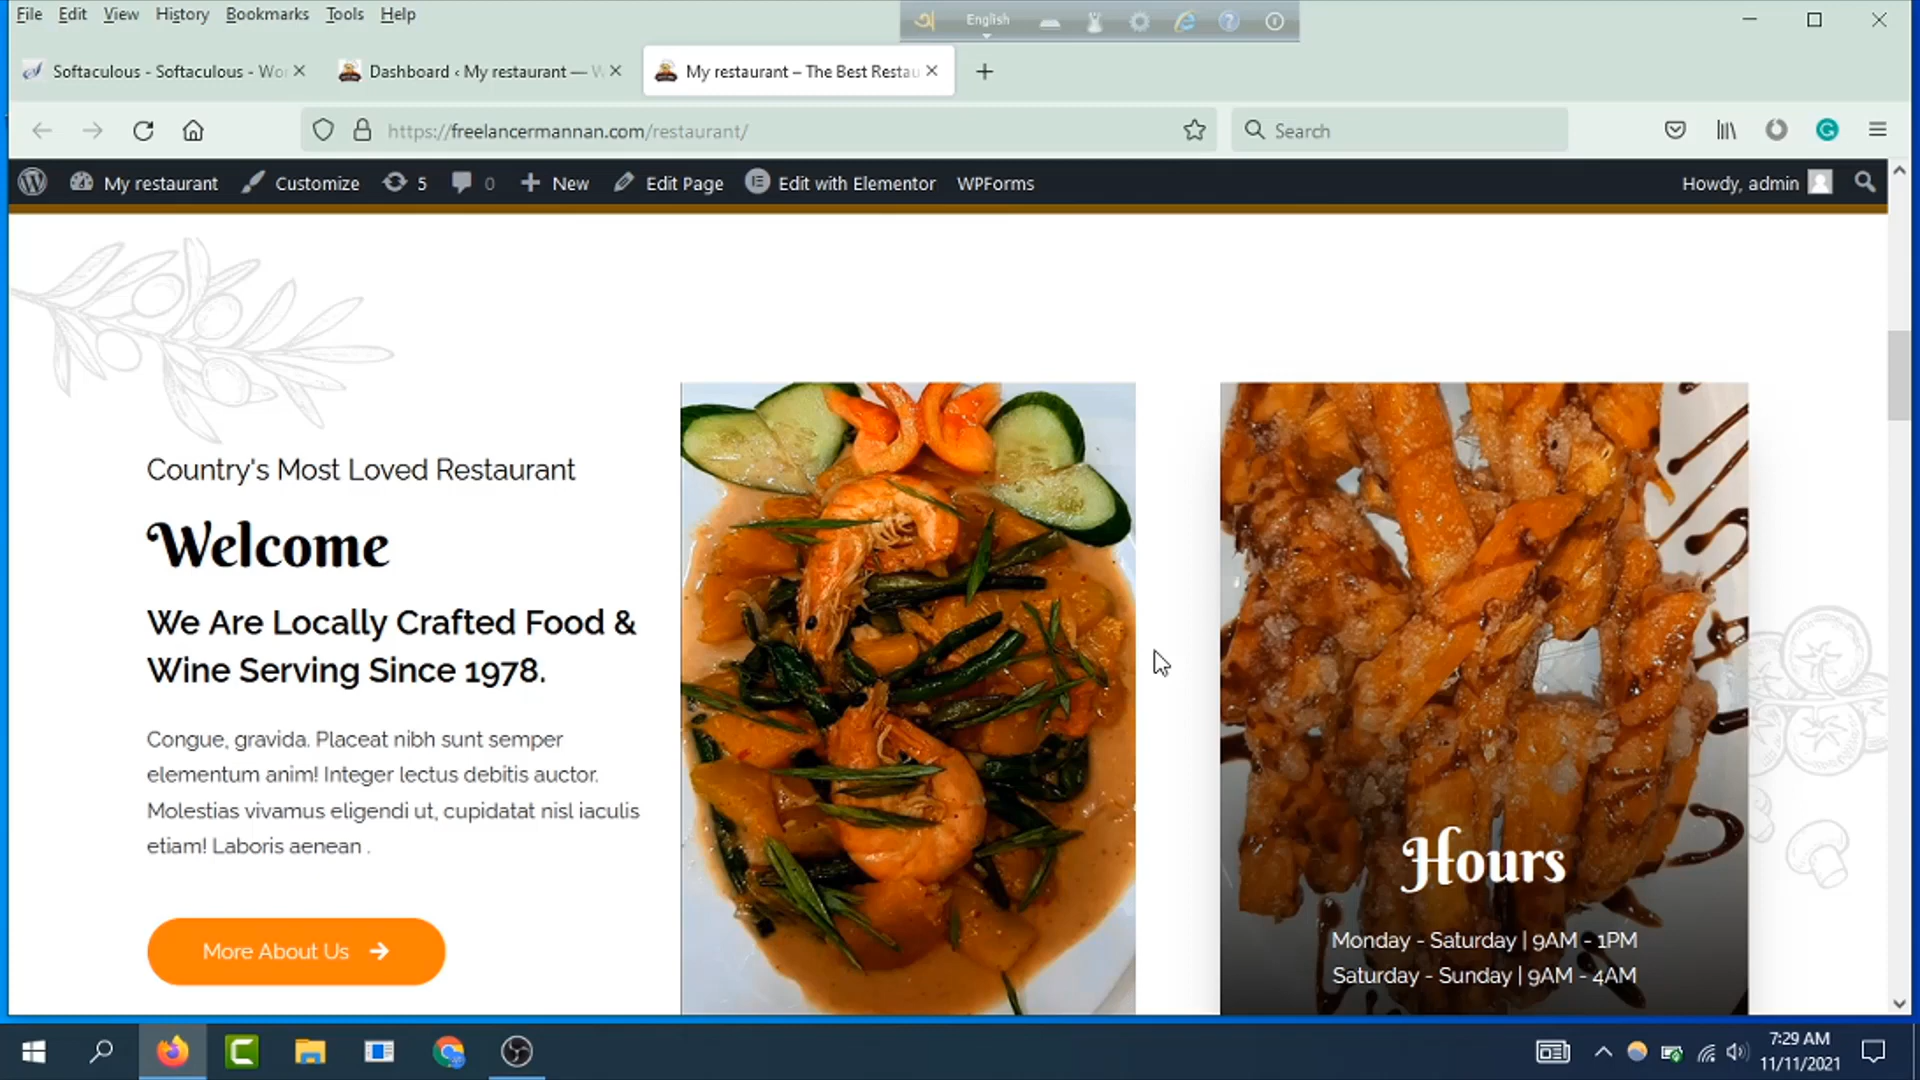 File Edit View History Bookmarks Tools Help
English
Softaculous - Softaculous - Wo
Dashboard ‹ My restaurant — W
My restaurant – The Best Restau
https://freelancermannan.com/restaurant/
Search
My restaurant Customize 5 0 New Edit Page Edit with Elementor WPForms Howdy, admin
Country's Most Loved Restaurant
Welcome
We Are Locally Crafted Food &
Wine Serving Since 1978.
Congue, gravida. Placeat nibh sunt semper
elementum anim! Integer lectus debitis auctor.
Molestias vivamus eligendi ut, cupidatat nisl iaculis
etiam! Laboris aenean .
More About Us
Hours
Monday - Saturday | 9AM - 1PM
Saturday - Sunday | 9AM - 4AM
7:29 AM
11/11/2021